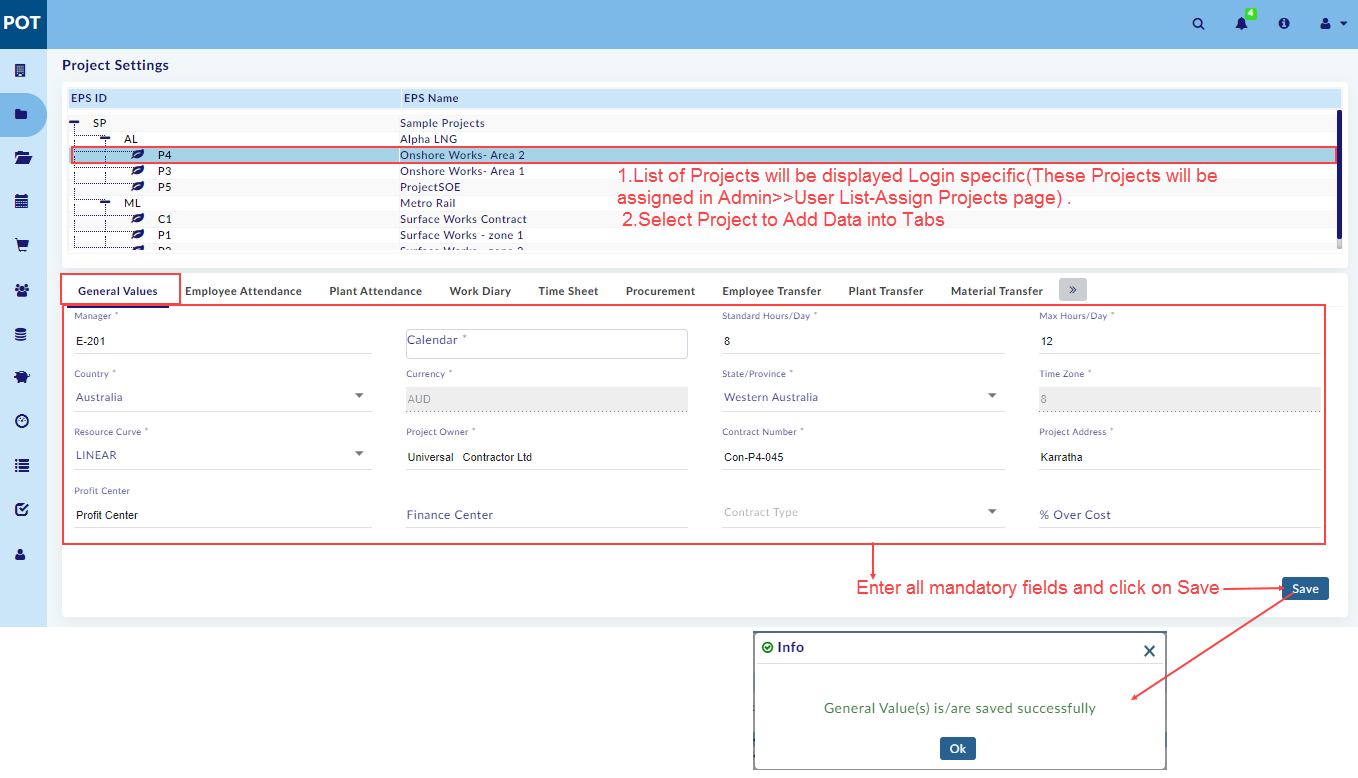 POT
4
Project Settings
EPS ID EPS Name
SP Sample Projects
AL Alpha LNG
P4 Onshore Works- Area 2
P3 Onshore Works- Area 1
P5 ProjectSOE
ML Metro Rail
C1 Surface Works Contract
P1 Surface Works - zone 1
P2 Surface Works - zone 2
1.List of Projects will be displayed Login specific(These Projects will be
assigned in Admin>>User List-Assign Projects page) .
2.Select Project to Add Data into Tabs
General Values Employee Attendance Plant Attendance Work Diary Time Sheet Procurement Employee Transfer Plant Transfer Material Transfer »
Manager * Standard Hours/Day * Max Hours/Day *
E-201 Calendar * 8 12
Country * Currency * State/Province * Time Zone *
Australia AUD Western Australia 8
Resource Curve * Project Owner * Contract Number * Project Address *
LINEAR Universal Contractor Ltd Con-P4-045 Karratha
Profit Center
Profit Center Finance Center Contract Type % Over Cost
Enter all mandatory fields and click on Save
Save
Info
General Value(s) is/are saved successfully
Ok